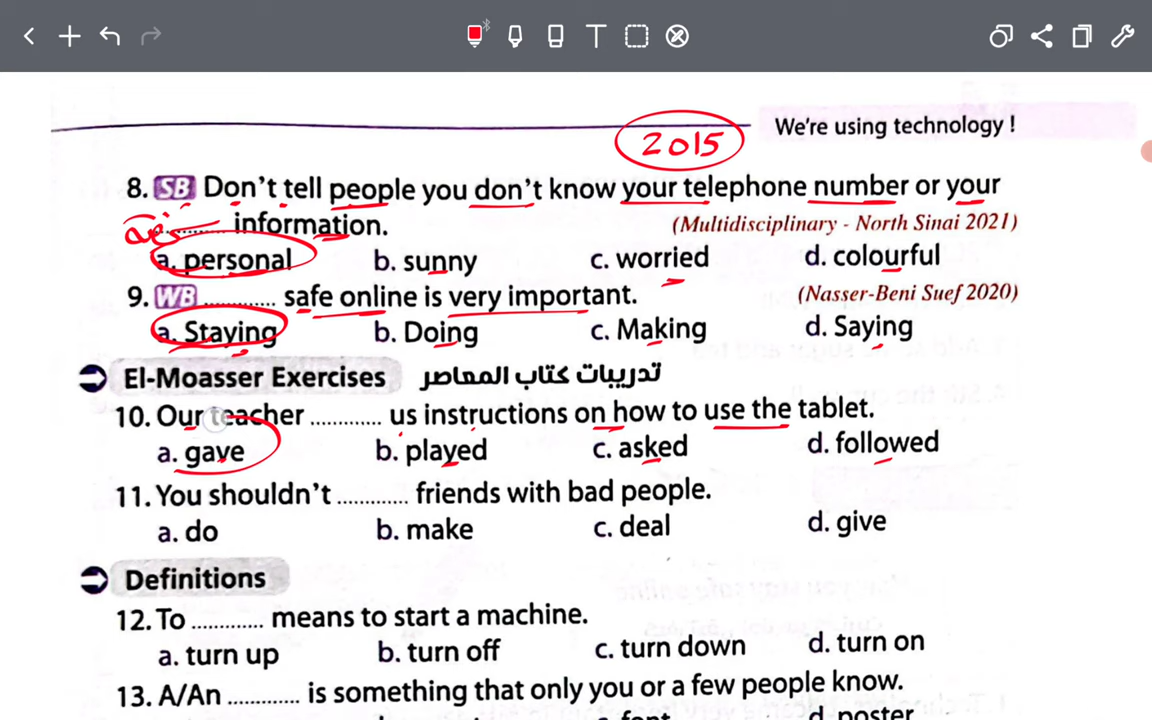 2015
We're using technology !
8. SB Don't tell people you don't know your telephone number or your
............ information. (Multidisciplinary - North Sinai 2021)
a. personal b. sunny c. worried d. colourful
9. WB ............ safe online is very important. (Nasser-Beni Suef 2020)
a. Staying b. Doing c. Making d. Saying
El-Moasser Exercises تدريبات كتاب المعاصر
10. Our teacher ............ us instructions on how to use the tablet.
a. gave b. played c. asked d. followed
11. You shouldn't ............ friends with bad people.
a. do b. make c. deal d. give
Definitions
12. To ............ means to start a machine.
a. turn up b. turn off c. turn down d. turn on
13. A/An ............ is something that only you or a few people know.
font d. poster